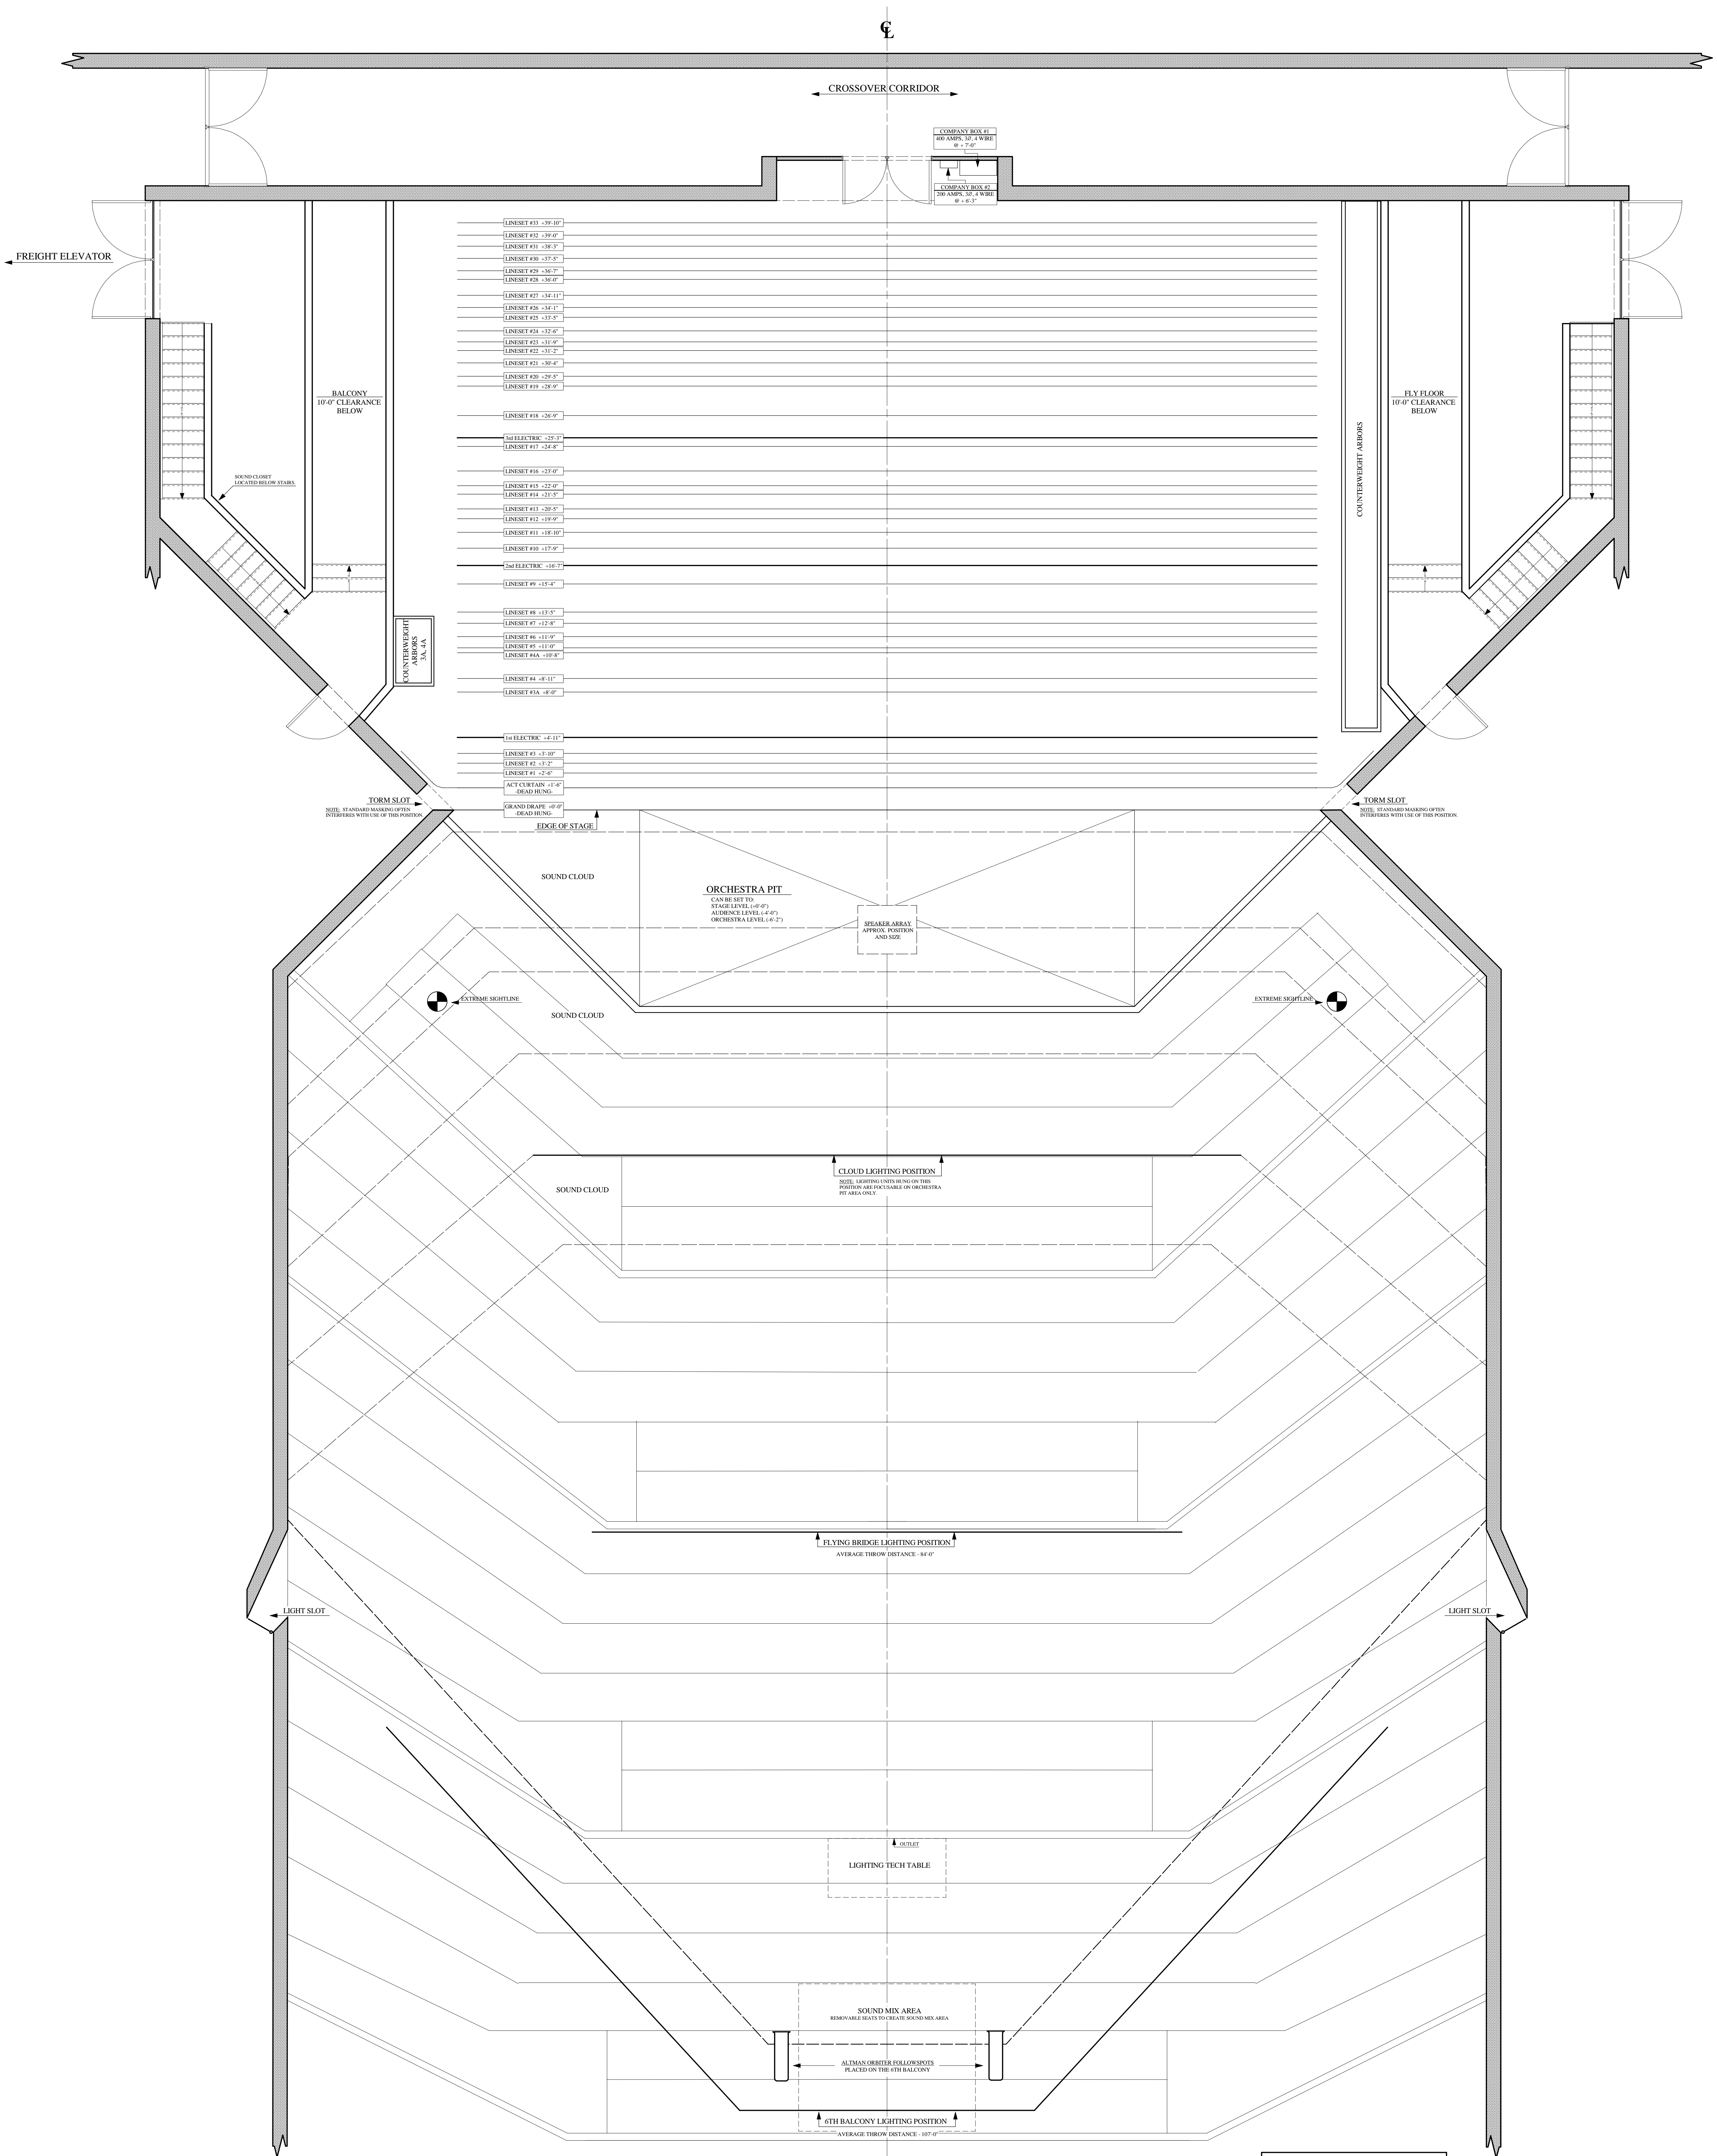 CL
CROSSOVER CORRIDOR
COMPANY BOX #1
400 AMPS, 3Ø, 4 WIRE
@ + 7'-0"
COMPANY BOX #2
200 AMPS, 3Ø, 4 WIRE
@ + 6'-3"
FREIGHT ELEVATOR
LINESET #33 +39'-10"
LINESET #32 +39'-0"
LINESET #31 +38'-3"
LINESET #30 +37'-5"
LINESET #29 +36'-7"
LINESET #28 +36'-0"
LINESET #27 +34'-11"
LINESET #26 +34'-1"
LINESET #25 +33'-5"
LINESET #24 +32'-6"
LINESET #23 +31'-9"
LINESET #22 +31'-2"
LINESET #21 +30'-4"
LINESET #20 +29'-5"
LINESET #19 +28'-9"
LINESET #18 +26'-9"
3rd ELECTRIC +25'-3"
LINESET #17 +24'-8"
LINESET #16 +23'-0"
LINESET #15 +22'-0"
LINESET #14 +21'-5"
LINESET #13 +20'-5"
LINESET #12 +19'-9"
LINESET #11 +18'-10"
LINESET #10 +17'-9"
2nd ELECTRIC +16'-7"
LINESET #9 +15'-4"
LINESET #8 +13'-5"
LINESET #7 +12'-8"
LINESET #6 +11'-9"
LINESET #5 +11'-0"
LINESET #4A +10'-8"
LINESET #4 +8'-11"
LINESET #3A +8'-0"
1st ELECTRIC +4'-11"
LINESET #3 +3'-10"
LINESET #2 +3'-2"
LINESET #1 +2'-6"
ACT CURTAIN +1'-6"
-DEAD HUNG-
GRAND DRAPE +0'-0"
-DEAD HUNG-
BALCONY
10'-0" CLEARANCE
BELOW
FLY FLOOR
10'-0" CLEARANCE
BELOW
COUNTERWEIGHT ARBORS
SOUND CLOSET
LOCATED BELOW STAIRS.
COUNTERWEIGHT
ARBORS
3A, 4A
TORM SLOT
NOTE: STANDARD MASKING OFTEN
INTERFERES WITH USE OF THIS POSITION.
TORM SLOT
NOTE: STANDARD MASKING OFTEN
INTERFERES WITH USE OF THIS POSITION.
EDGE OF STAGE
SOUND CLOUD
ORCHESTRA PIT
CAN BE SET TO:
STAGE LEVEL (+0'-0")
AUDIENCE LEVEL (-4'-0")
ORCHESTRA LEVEL (-6'-2")
SPEAKER ARRAY
APPROX. POSITION
AND SIZE
EXTREME SIGHTLINE
EXTREME SIGHTLINE
SOUND CLOUD
CLOUD LIGHTING POSITION
NOTE: LIGHTING UNITS HUNG ON THIS
POSITION ARE FOCUSABLE ON ORCHESTRA
PIT AREA ONLY.
SOUND CLOUD
FLYING BRIDGE LIGHTING POSITION
AVERAGE THROW DISTANCE - 84'-0"
LIGHT SLOT
LIGHT SLOT
OUTLET
LIGHTING TECH TABLE
SOUND MIX AREA
REMOVABLE SEATS TO CREATE SOUND MIX AREA
ALTMAN ORBITER FOLLOWSPOTS
PLACED ON THE 6TH BALCONY
6TH BALCONY LIGHTING POSITION
AVERAGE THROW DISTANCE - 107'-0"